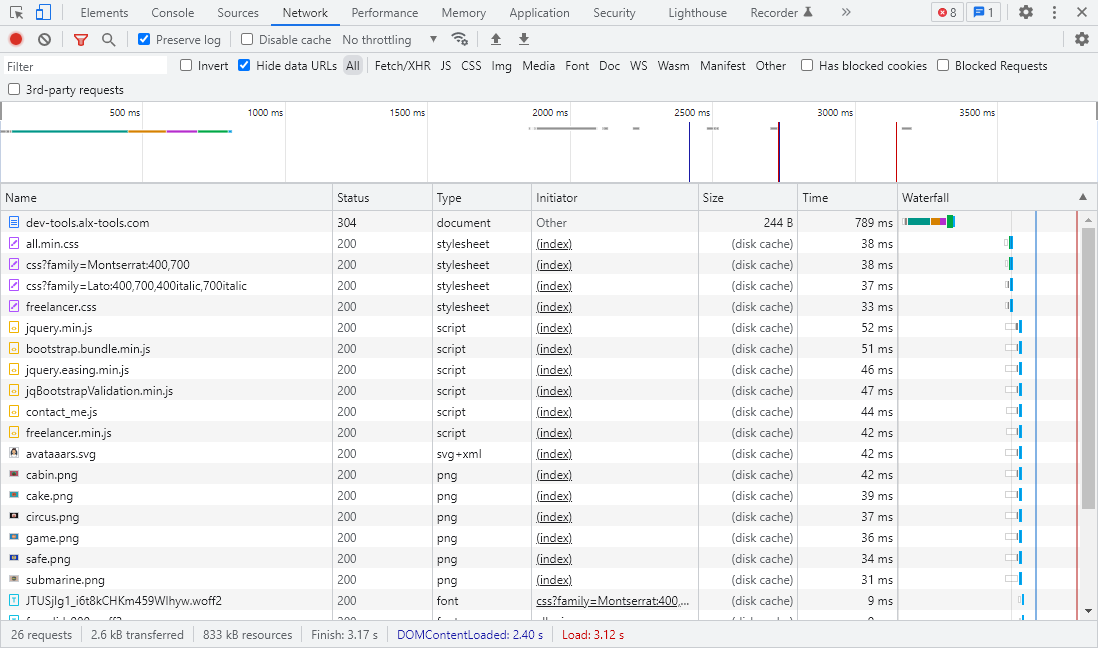 Elements Console Sources Network Performance Memory Application Security Lighthouse Recorder 8 1
Preserve log Disable cache No throttling
Filter Invert Hide data URLs All Fetch/XHR JS CSS Img Media Font Doc WS Wasm Manifest Other Has blocked cookies Blocked Requests
3rd-party requests
500 ms 1000 ms 1500 ms 2000 ms 2500 ms 3000 ms 3500 ms
Name Status Type Initiator Size Time Waterfall
dev-tools.alx-tools.com 304 document Other 244 B 789 ms
all.min.css 200 stylesheet (index) (disk cache) 38 ms
css?family=Montserrat:400,700 200 stylesheet (index) (disk cache) 38 ms
css?family=Lato:400,700,400italic,700italic 200 stylesheet (index) (disk cache) 37 ms
freelancer.css 200 stylesheet (index) (disk cache) 33 ms
jquery.min.js 200 script (index) (disk cache) 52 ms
bootstrap.bundle.min.js 200 script (index) (disk cache) 51 ms
jquery.easing.min.js 200 script (index) (disk cache) 46 ms
jqBootstrapValidation.min.js 200 script (index) (disk cache) 47 ms
contact_me.js 200 script (index) (disk cache) 44 ms
freelancer.min.js 200 script (index) (disk cache) 42 ms
avataaars.svg 200 svg+xml (index) (disk cache) 42 ms
cabin.png 200 png (index) (disk cache) 42 ms
cake.png 200 png (index) (disk cache) 39 ms
circus.png 200 png (index) (disk cache) 37 ms
game.png 200 png (index) (disk cache) 36 ms
safe.png 200 png (index) (disk cache) 34 ms
submarine.png 200 png (index) (disk cache) 31 ms
JTUSjIg1_i6t8kCHKm459Wlhyw.woff2 200 font css?family=Montserrat:400,... (disk cache) 9 ms
26 requests 2.6 kB transferred 833 kB resources Finish: 3.17 s DOMContentLoaded: 2.40 s Load: 3.12 s